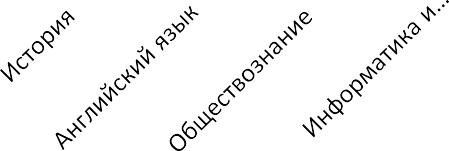 История
Английский язык
Обществознание
Информатика и...